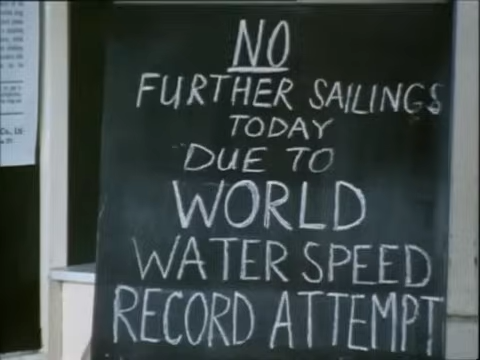 NO
FURTHER SAILINGS
TODAY
DUE TO
WORLD
WATER SPEED
RECORD ATTEMPT